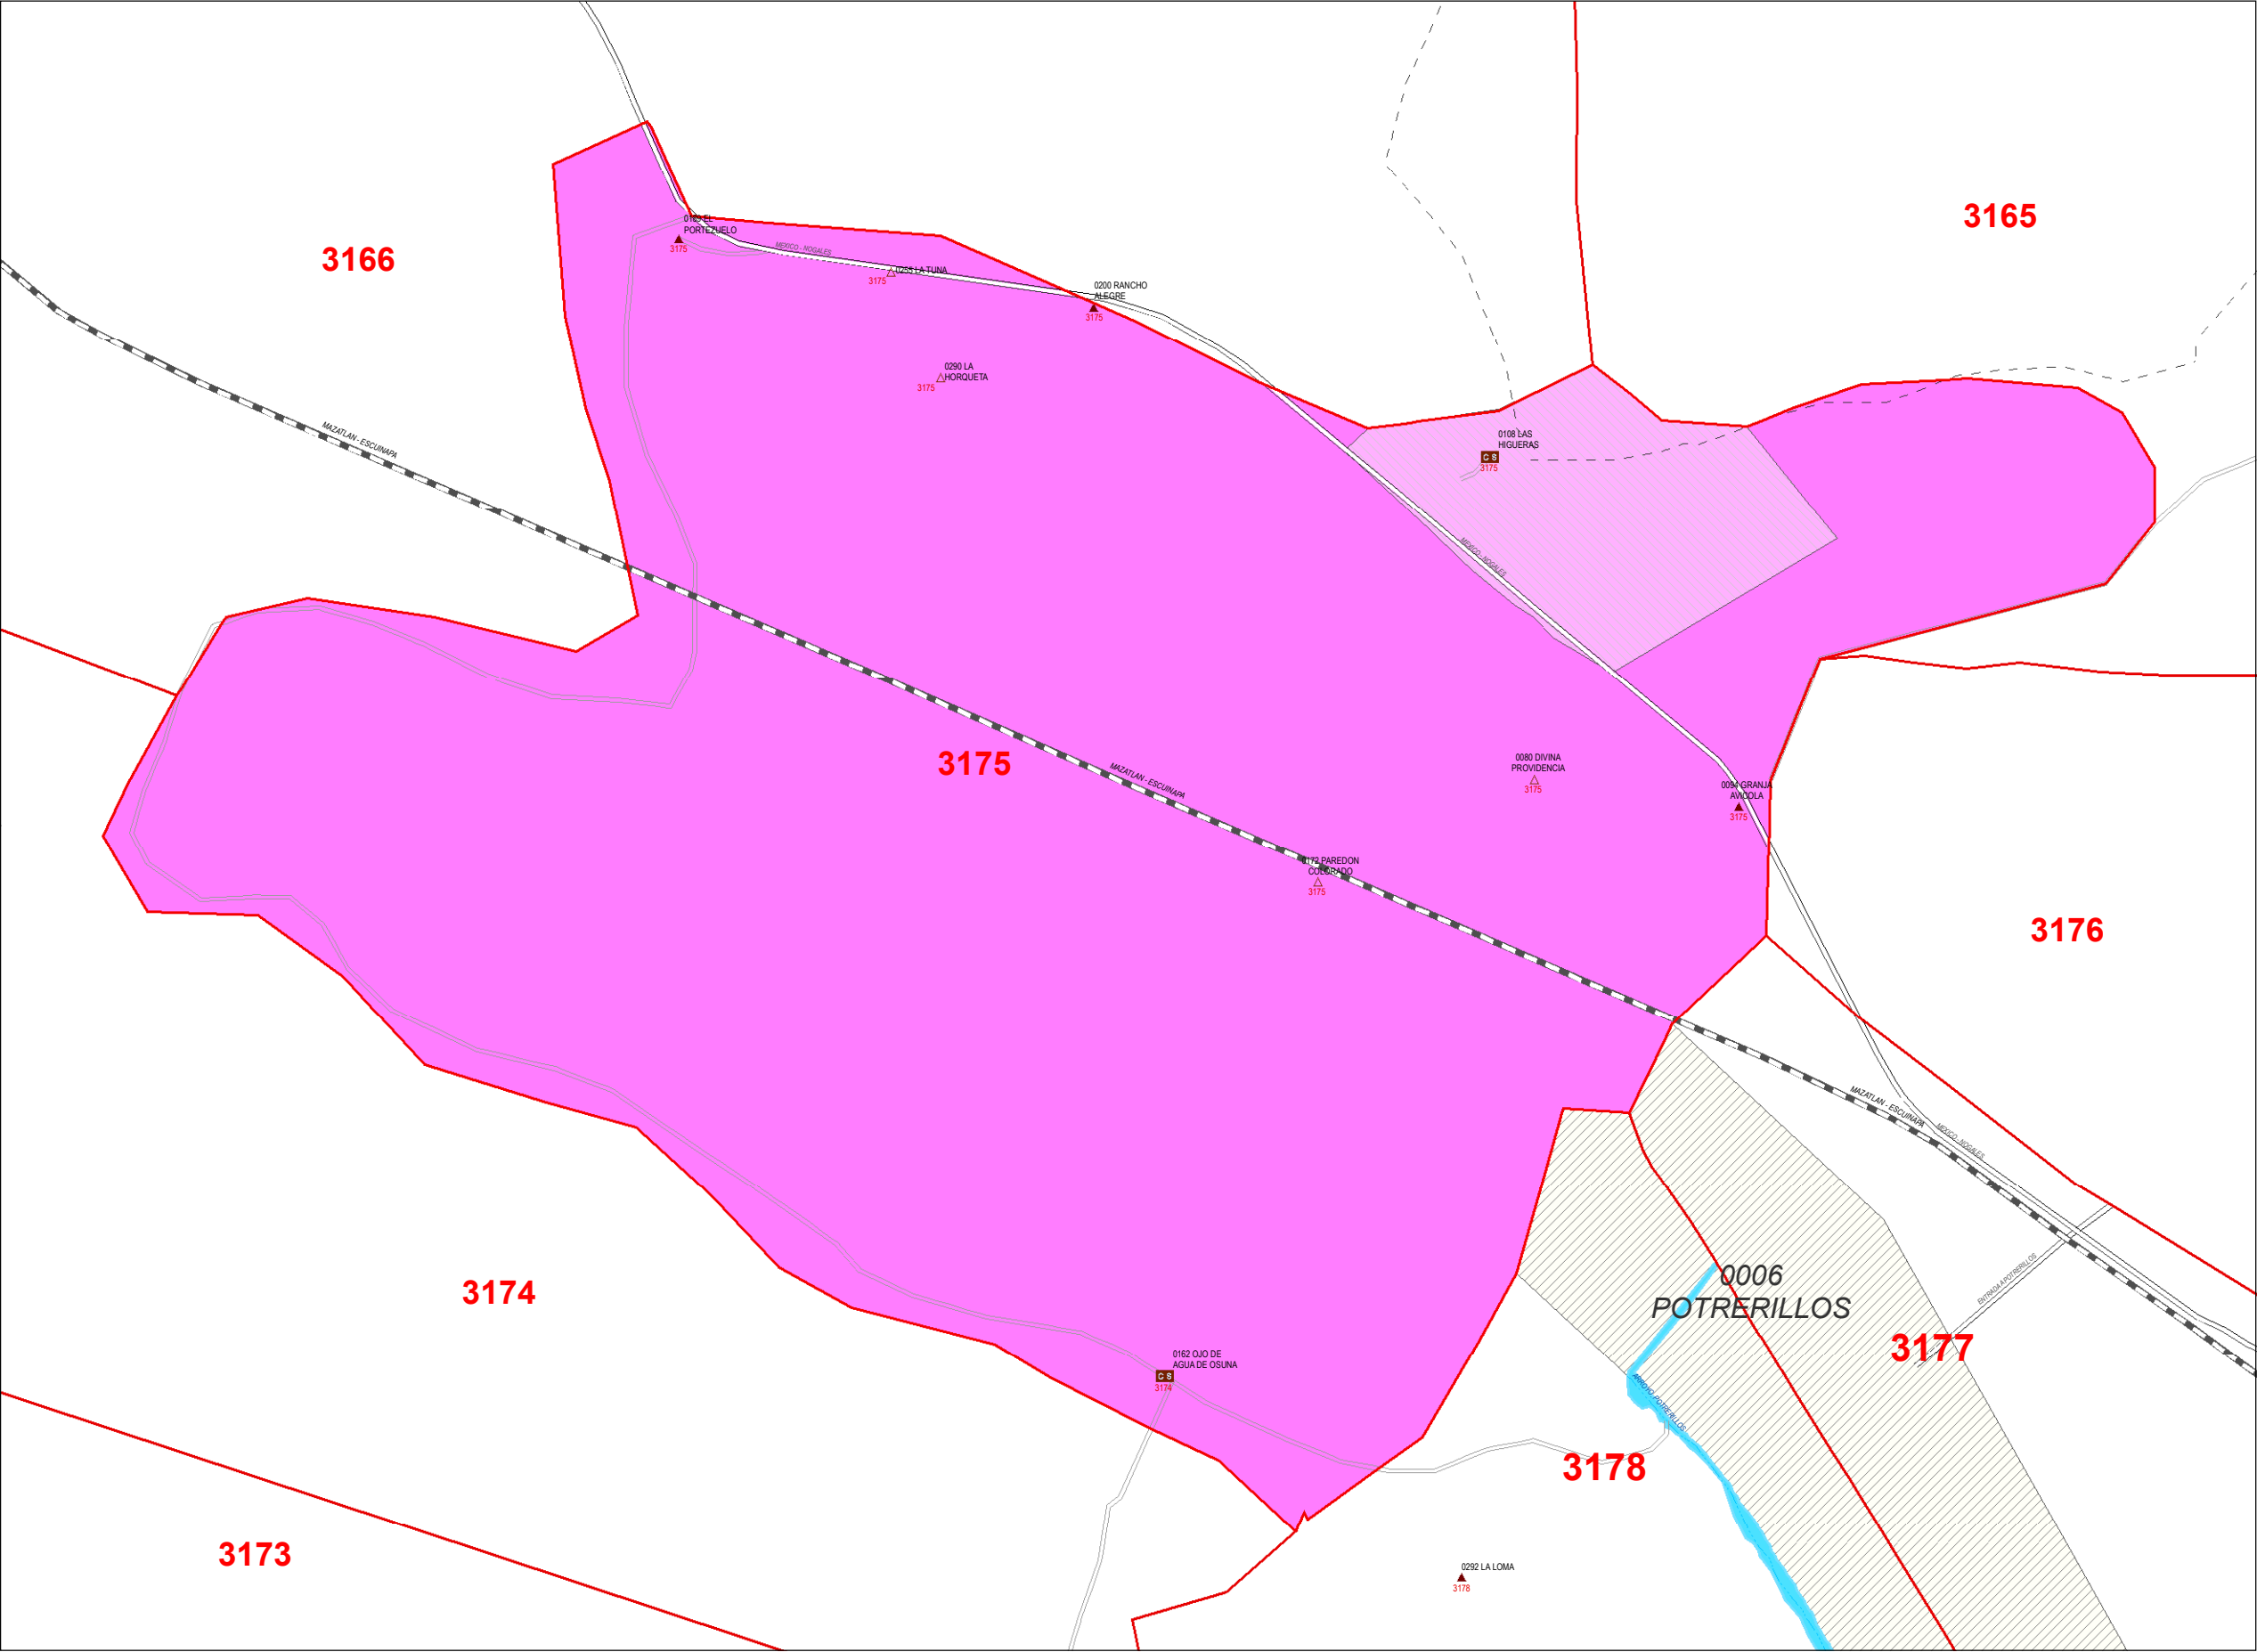 3165
3166
0189 EL
PORTEZUELO
3175
MEXICO - NOGALES
0255 LA TUNA
3175
0200 RANCHO
ALEGRE
3175
0290 LA
HORQUETA
3175
MAZATLAN - ESCUINAPA
0108 LAS
HIGUERAS
C S
3175
MEXICO - NOGALES
3175
MAZATLAN - ESCUINAPA
0080 DIVINA
PROVIDENCIA
3175
0094 GRANJA
AVICOLA
3175
0172 PAREDON
COLORADO
3175
3176
MAZATLAN - ESCUINAPA
MEXICO - NOGALES
ENTRADA A POTRERILLOS
0006
POTRERILLOS
3174
3177
0162 OJO DE
AGUA DE OSUNA
C S
3174
ARROYO POTRERILLOS
3178
3173
0292 LA LOMA
3178